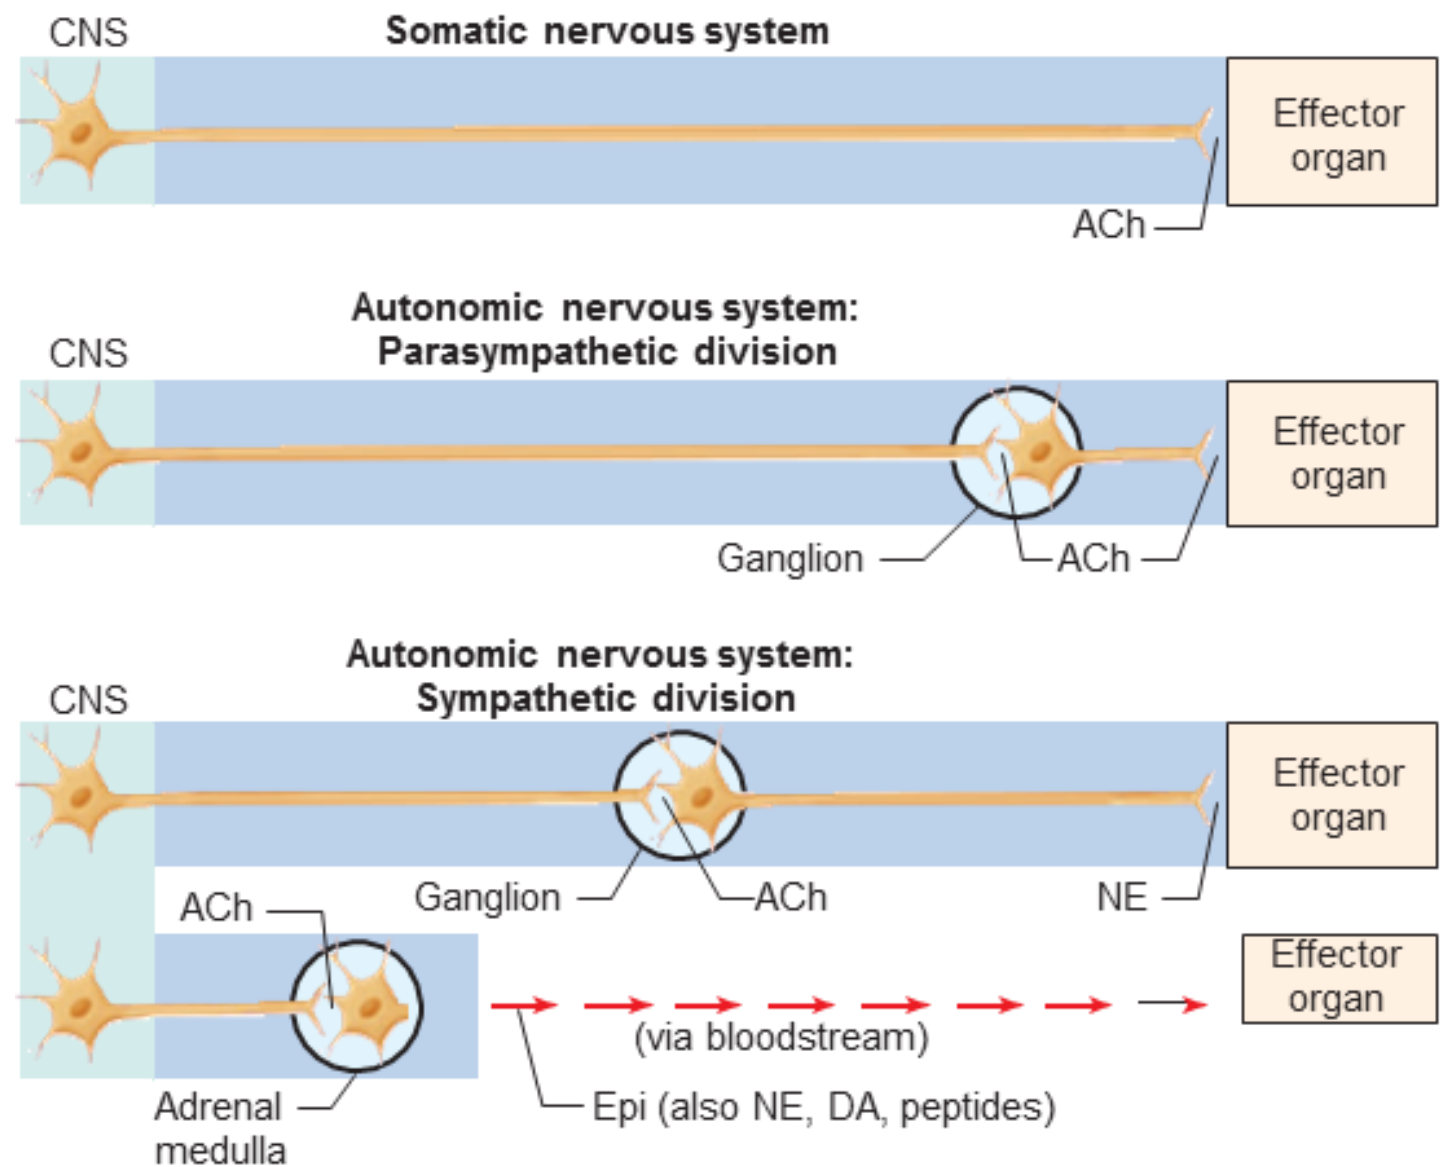 CNS
Somatic nervous system
Effector
organ
ACh
Autonomic nervous system:
Parasympathetic division
CNS
Effector
organ
Ganglion
ACh
Autonomic nervous system:
Sympathetic division
CNS
Effector
organ
Ganglion
ACh
NE
ACh
Effector
organ
(via bloodstream)
Adrenal
medulla
Epi (also NE, DA, peptides)